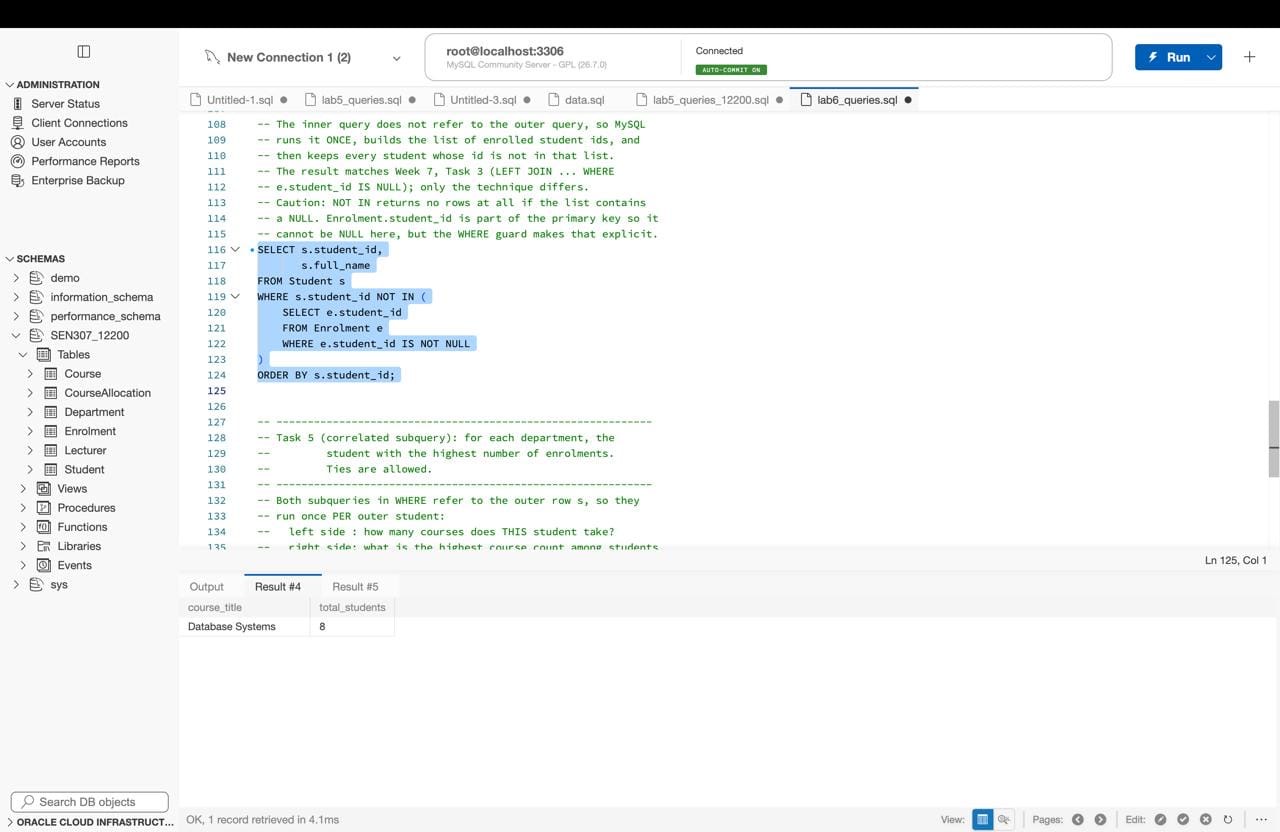 New Connection 1 (2)
root@localhost:3306
MySQL Community Server - GPL (26.7.0)
Connected
AUTO-COMMIT ON
Run
ADMINISTRATION
Server Status
Client Connections
User Accounts
Performance Reports
Enterprise Backup
SCHEMAS
demo
information_schema
performance_schema
SEN307_12200
Tables
Course
CourseAllocation
Department
Enrolment
Lecturer
Student
Views
Procedures
Functions
Libraries
Events
sys
Search DB objects
ORACLE CLOUD INFRASTRUCT...
Untitled-1.sql lab5_queries.sql Untitled-3.sql data.sql lab5_queries_12200.sql lab6_queries.sql
108 -- The inner query does not refer to the outer query, so MySQL
109 -- runs it ONCE, builds the list of enrolled student ids, and
110 -- then keeps every student whose id is not in that list.
111 -- The result matches Week 7, Task 3 (LEFT JOIN ... WHERE
112 -- e.student_id IS NULL); only the technique differs.
113 -- Caution: NOT IN returns no rows at all if the list contains
114 -- a NULL. Enrolment.student_id is part of the primary key so it
115 -- cannot be NULL here, but the WHERE guard makes that explicit.
116 SELECT s.student_id,
117 s.full_name
118 FROM Student s
119 WHERE s.student_id NOT IN (
120 SELECT e.student_id
121 FROM Enrolment e
122 WHERE e.student_id IS NOT NULL
123 )
124 ORDER BY s.student_id;
125
126
127 -- ------------------------------------------------------------
128 -- Task 5 (correlated subquery): for each department, the
129 -- student with the highest number of enrolments.
130 -- Ties are allowed.
131 -- ------------------------------------------------------------
132 -- Both subqueries in WHERE refer to the outer row s, so they
133 -- run once PER outer student:
134 -- left side : how many courses does THIS student take?
135 -- right side: what is the highest course count among students
Ln 125, Col 1
Output Result #4 Result #5
course_title total_students
Database Systems 8
OK, 1 record retrieved in 4.1ms
View: Pages: Edit: